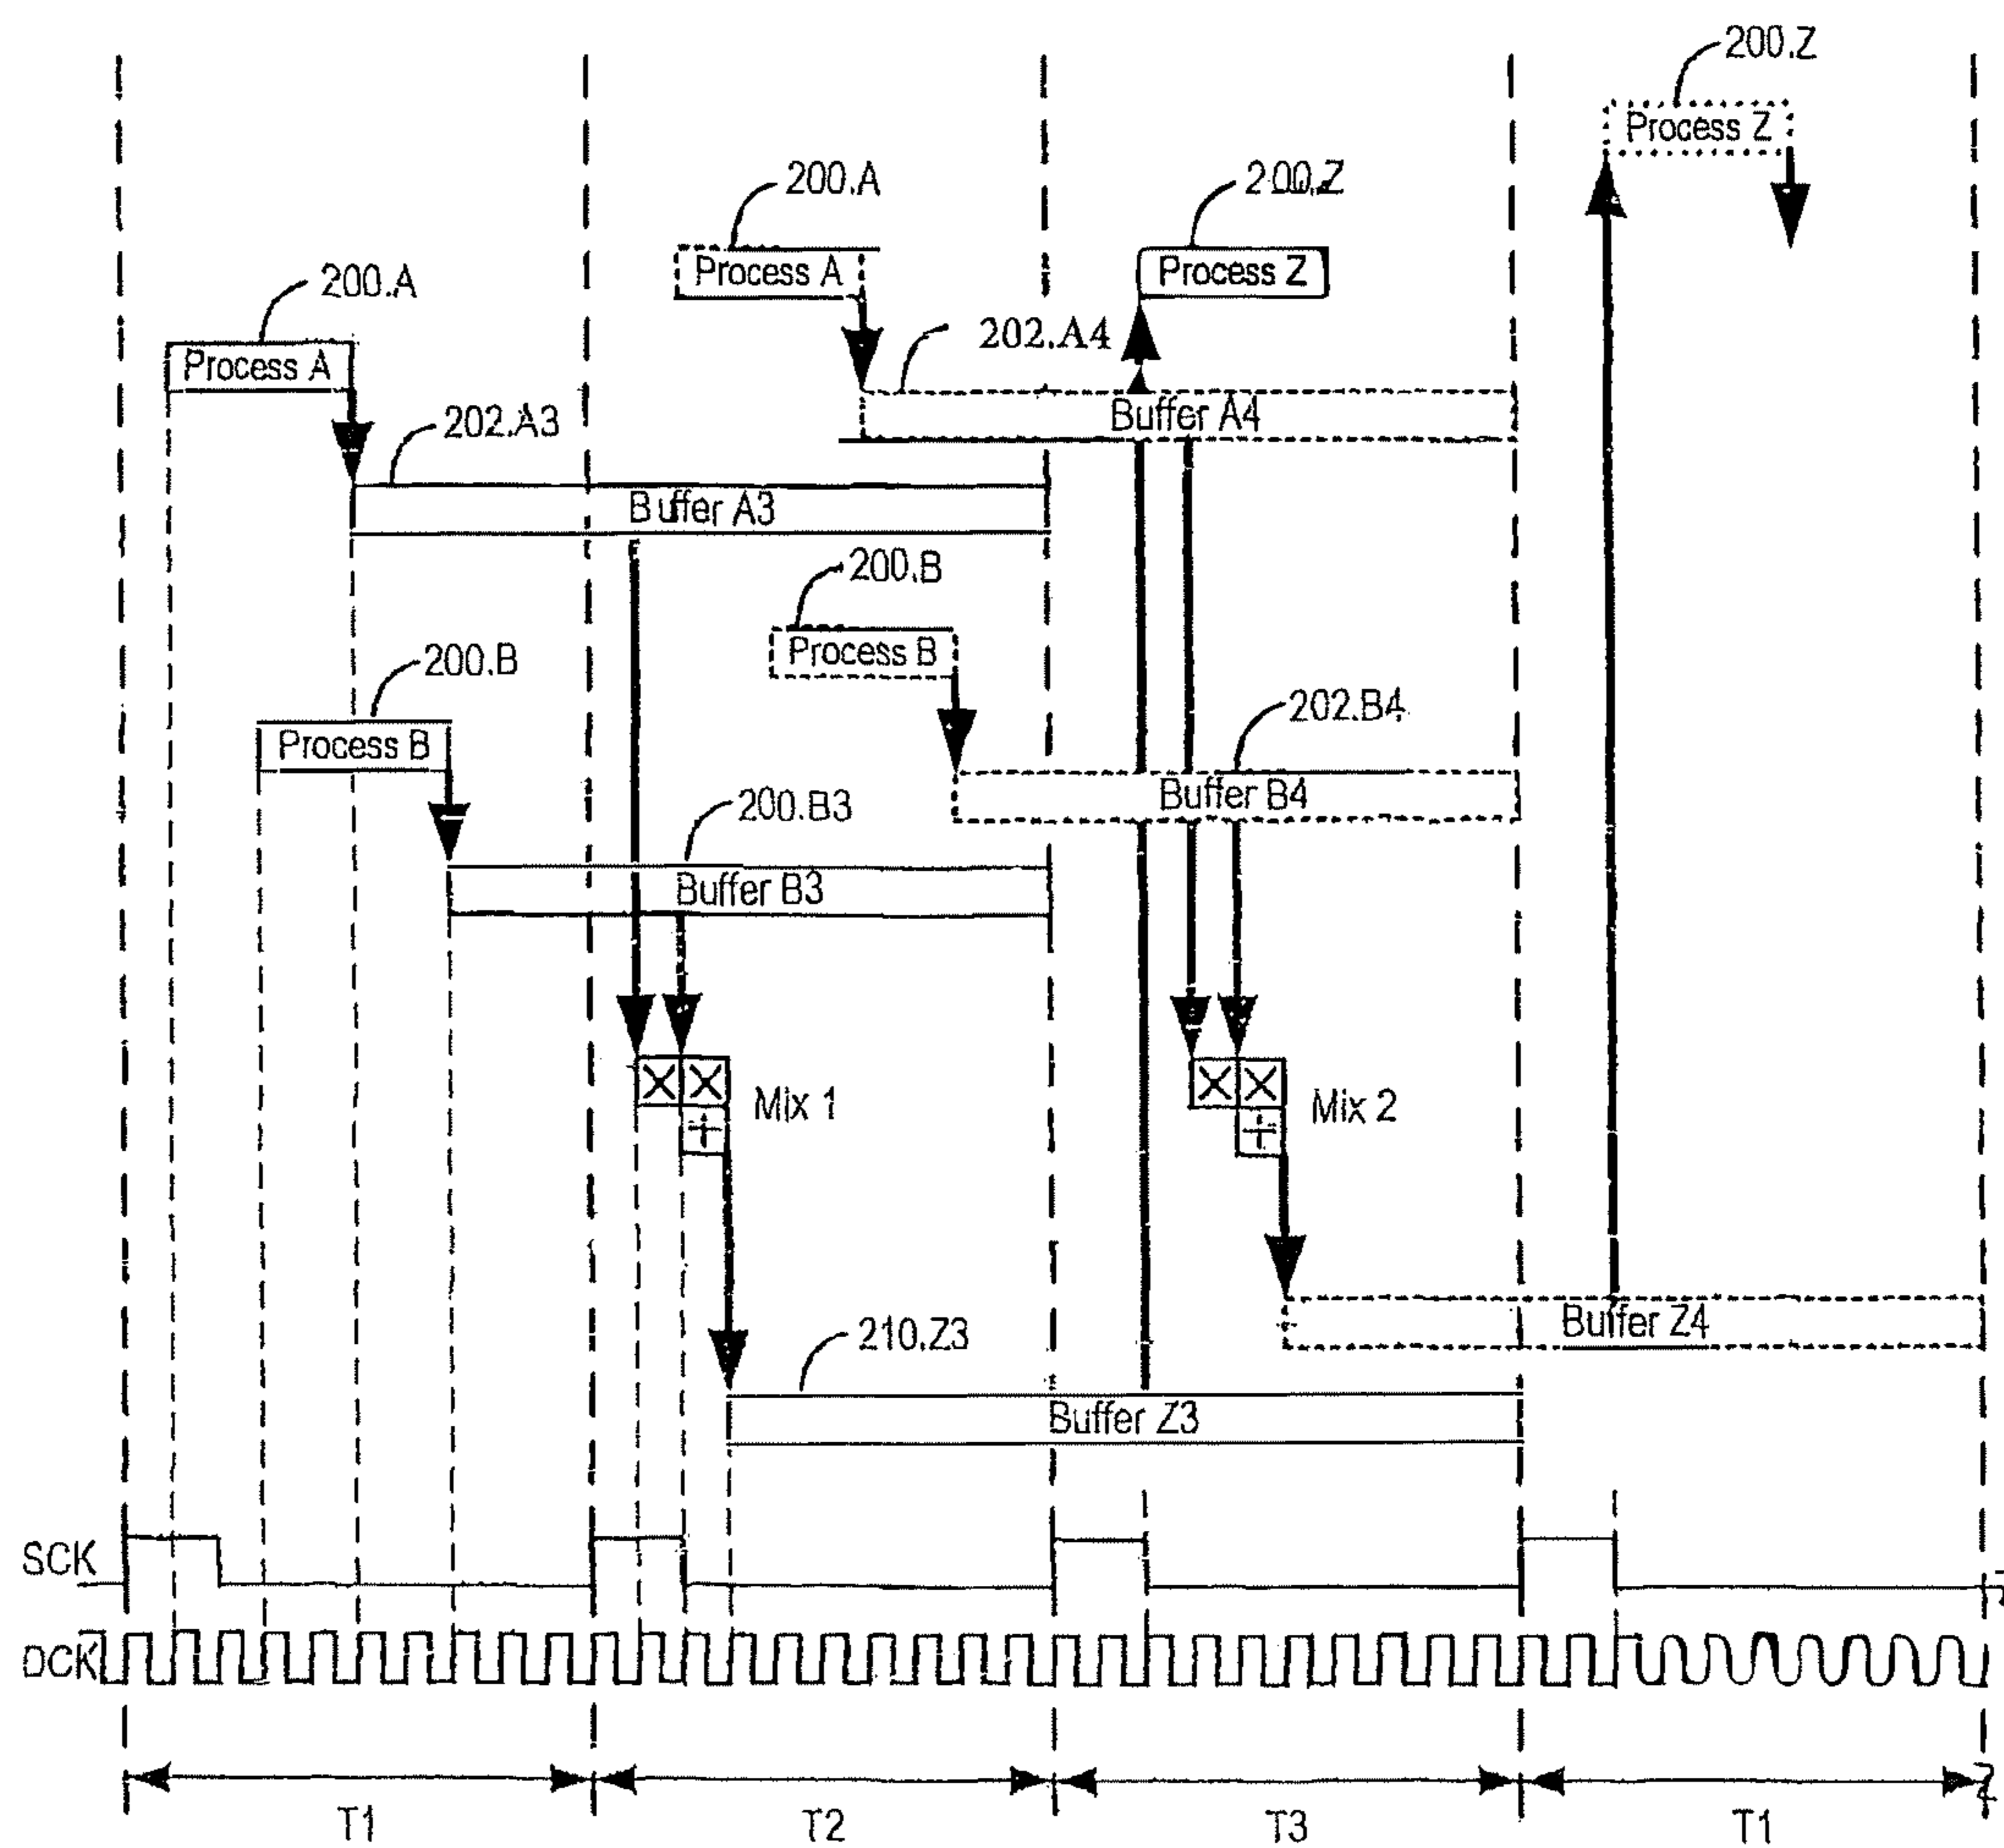 200.Z
Process Z
200.A
200.Z
Process A
Process Z
200.A
202.A4
Process A
Buffer A4
202.A3
Buffer A3
200.B
Process B
200.B
202.B4
Process B
Buffer B4
200.B3
Buffer B3
Mix 1
Mix 2
210.Z3
Buffer Z4
Buffer Z3
SCK
DCK
T1
T2
T3
T1